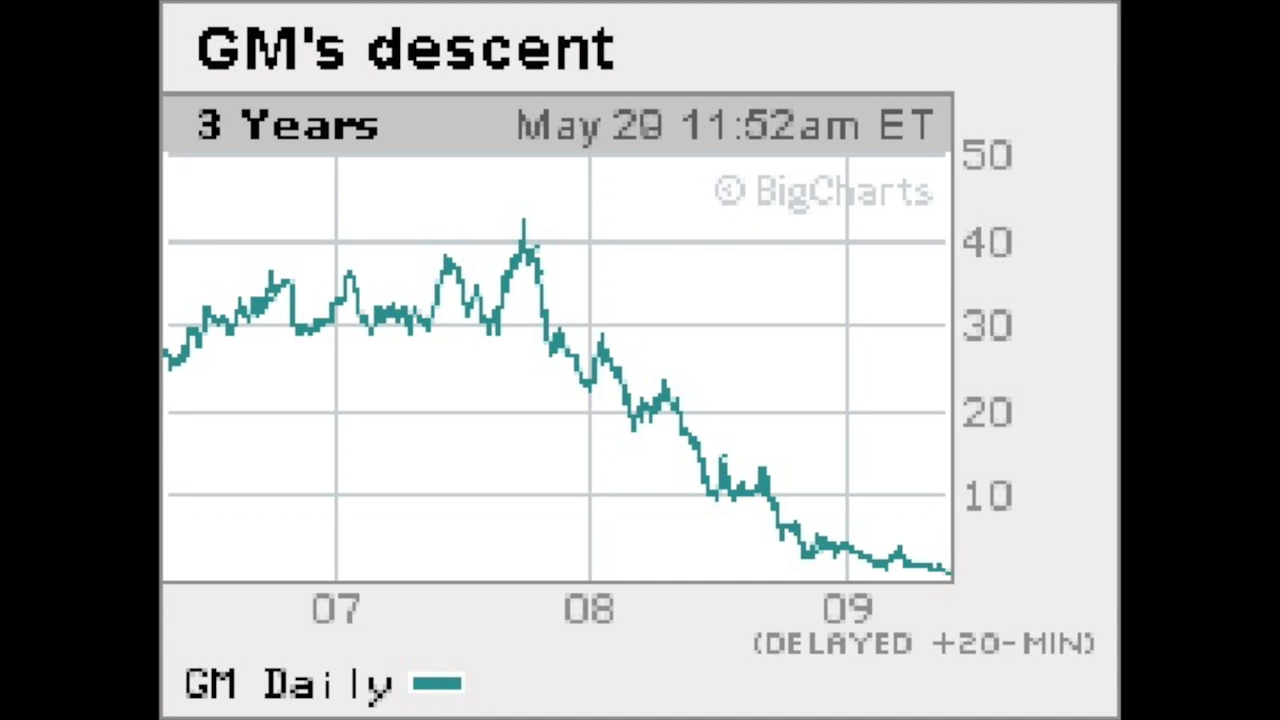 GM's descent
3 Years May 29 11:52am ET
© BigCharts
50
40
30
20
10
07 08 09
(DELAYED +20-MIN)
GM Daily